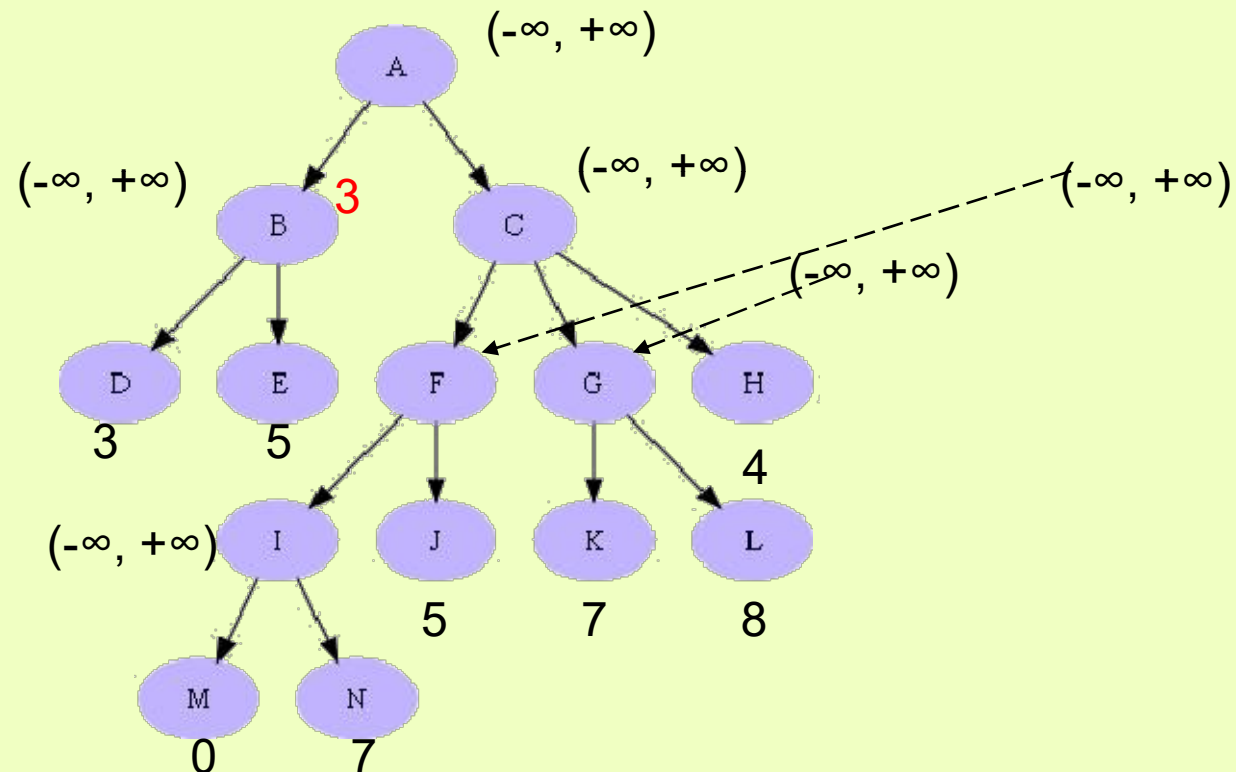 (-∞, +∞)
A
(-∞, +∞)
(-∞, +∞)
(-∞, +∞)
3
B
C
(-∞, +∞)
D
E
F
G
H
3
5
4
(-∞, +∞)
I
J
K
L
5
7
8
M
N
0
7